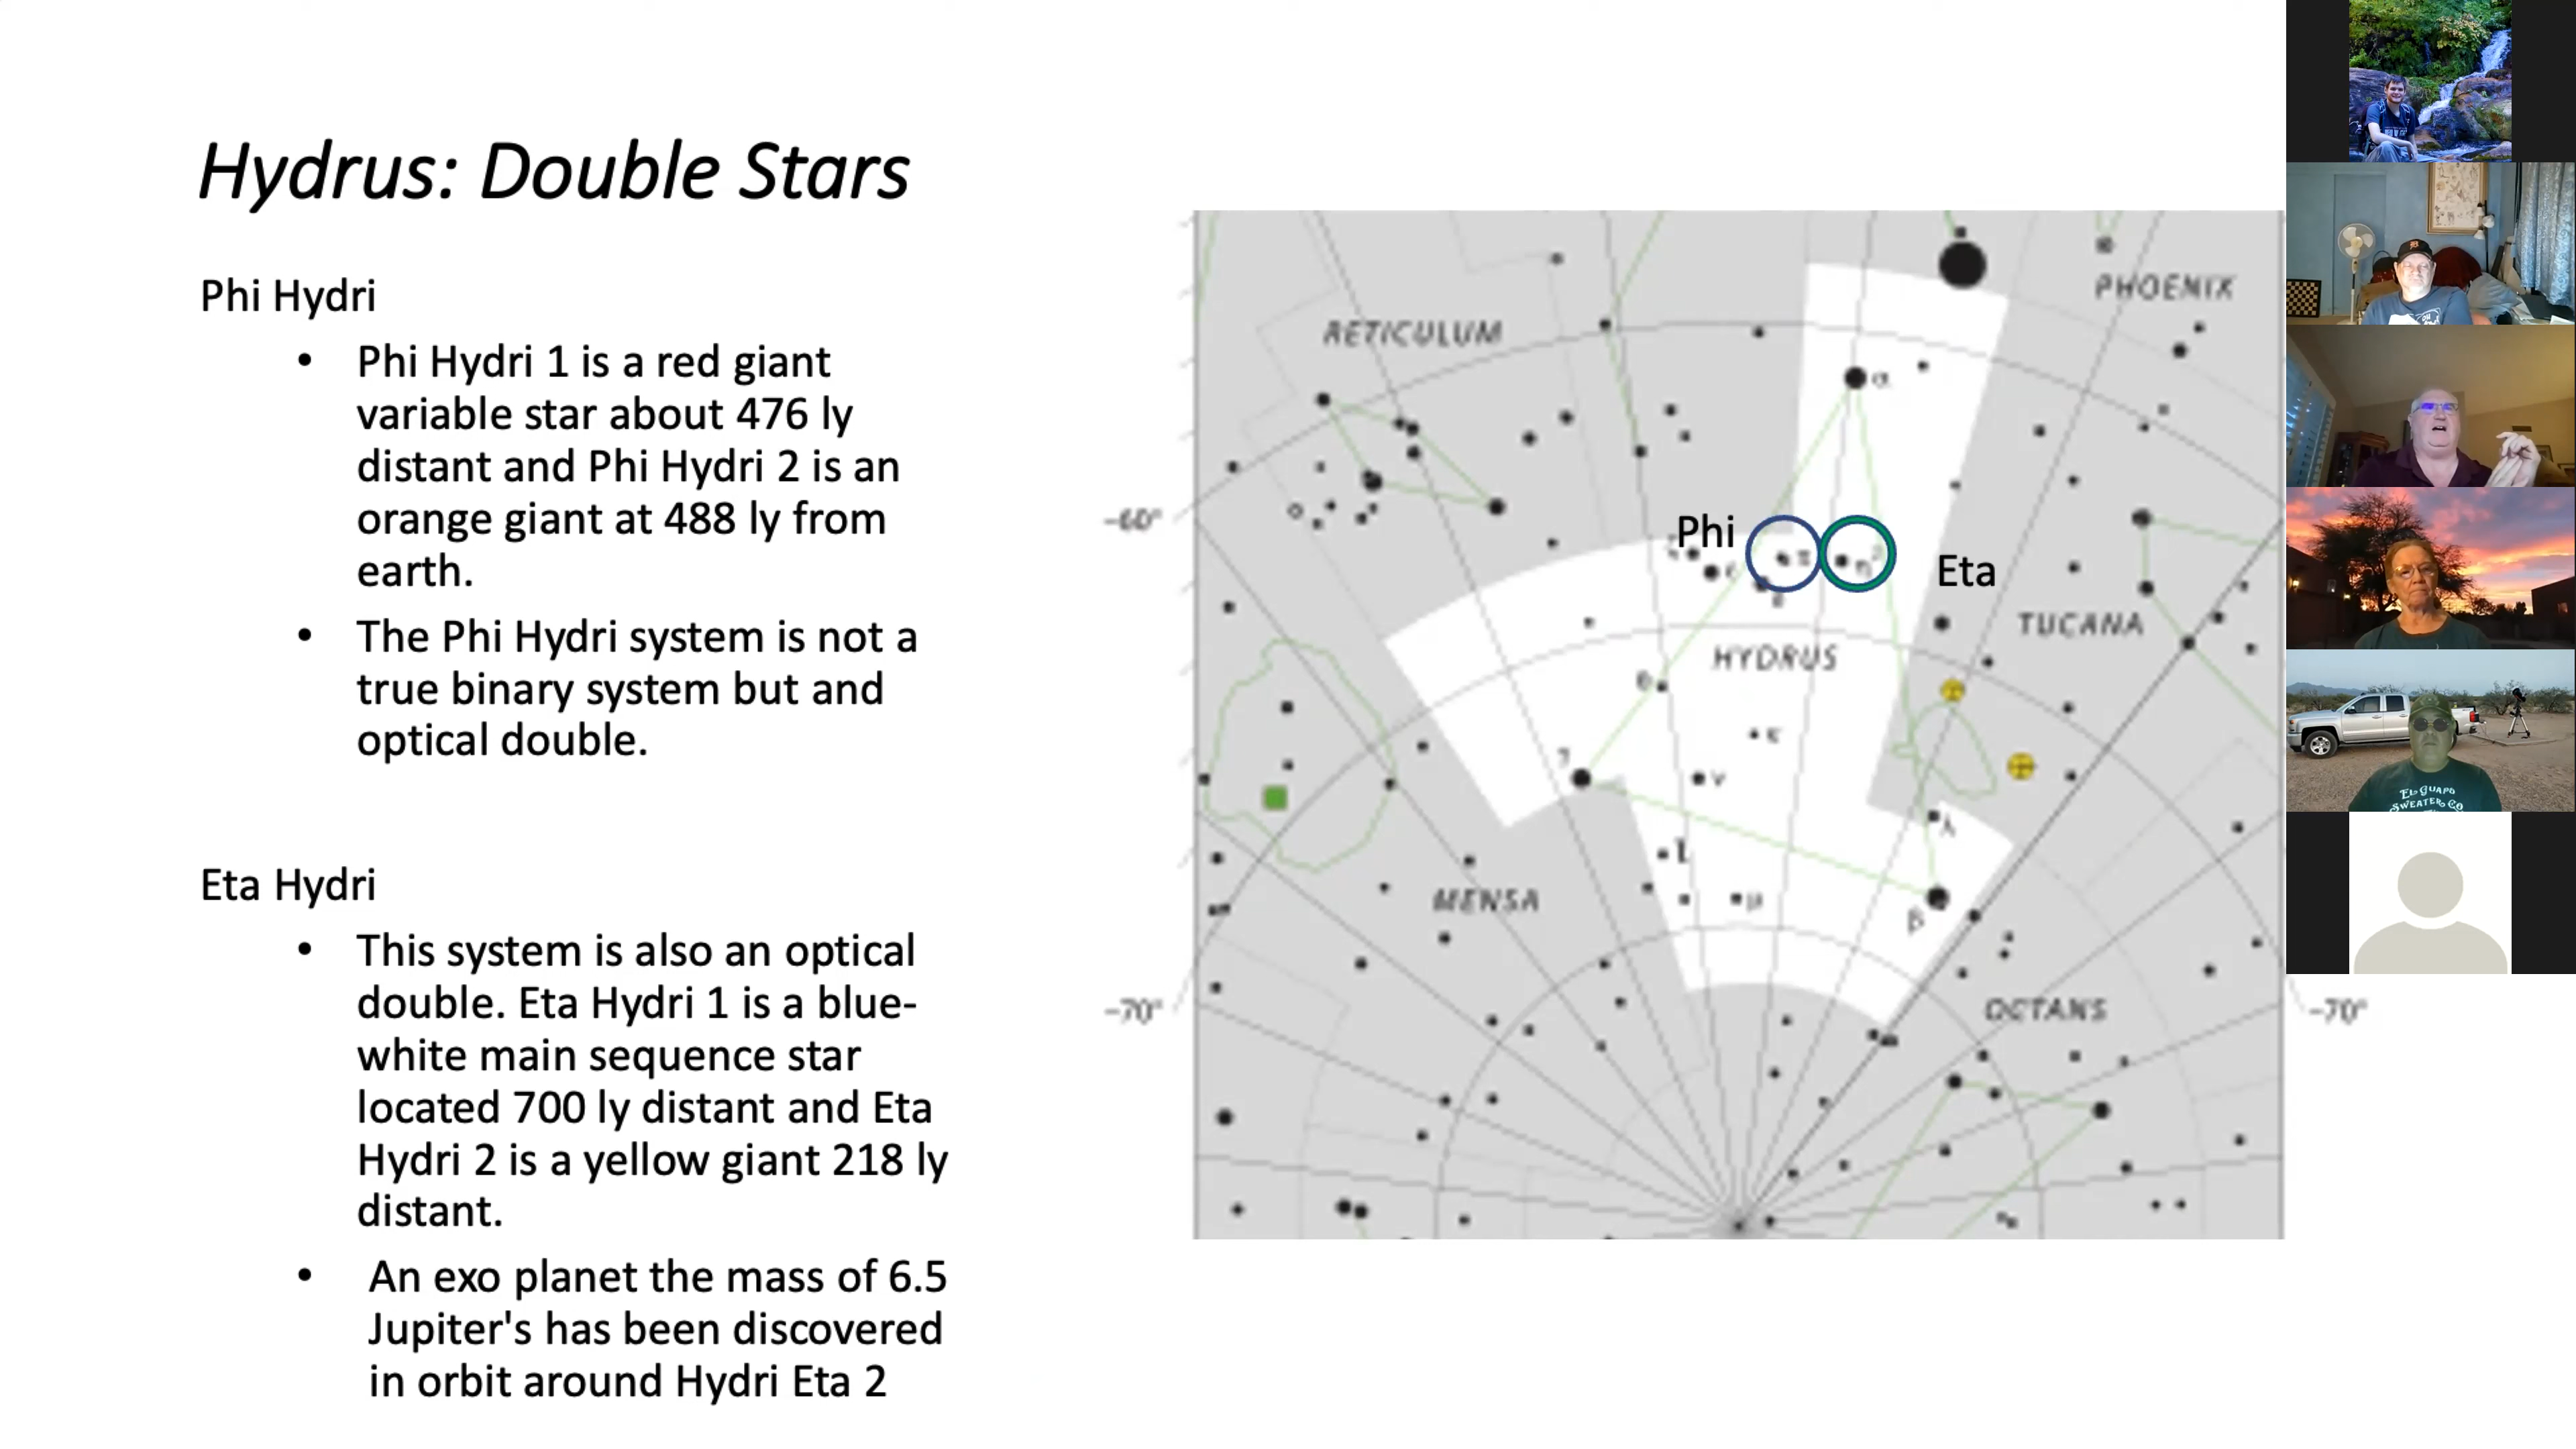 Hydrus: Double Stars
Phi Hydri
• Phi Hydri 1 is a red giant
variable star about 476 ly
distant and Phi Hydri 2 is an
orange giant at 488 ly from
earth.
• The Phi Hydri system is not a
true binary system but and
optical double.
Eta Hydri
• This system is also an optical
double. Eta Hydri 1 is a blue-
white main sequence star
located 700 ly distant and Eta
Hydri 2 is a yellow giant 218 ly
distant.
• An exo planet the mass of 6.5
Jupiter's has been discovered
in orbit around Hydri Eta 2
PHOENIX
RETICULUM
α
-60°
Phi
π
η²
Eta
TUCANA
HYDRUS
θ
κ
ν
λ
MENSA
μ
β
OCTANS
-70°
-70°
EL GUAPO
SWEATER CO